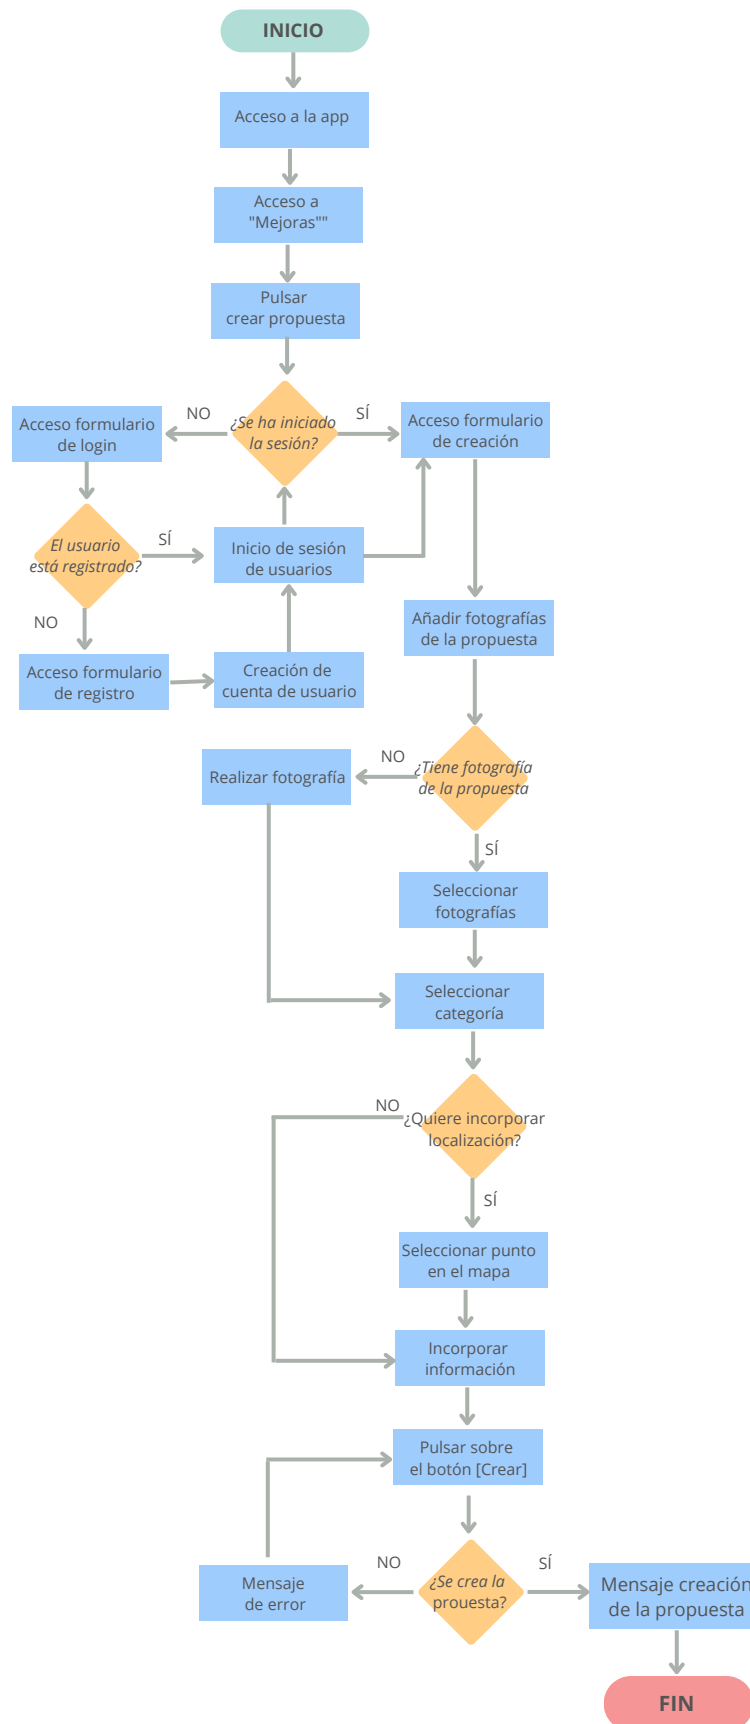 INICIO
Acceso a la app
Acceso a
"Mejoras""
Pulsar
crear propuesta
¿Se ha iniciado
la sesión?
NO
SÍ
Acceso formulario
de login
Acceso formulario
de creación
El usuario
está registrado?
SÍ
NO
Inicio de sesión
de usuarios
Acceso formulario
de registro
Creación de
cuenta de usuario
Añadir fotografías
de la propuesta
¿Tiene fotografía
de la propuesta
NO
SÍ
Realizar fotografía
Seleccionar
fotografías
Seleccionar
categoría
¿Quiere incorporar
localización?
NO
SÍ
Seleccionar punto
en el mapa
Incorporar
información
Pulsar sobre
el botón [Crear]
¿Se crea la
prouesta?
NO
SÍ
Mensaje
de error
Mensaje creación
de la propuesta
FIN